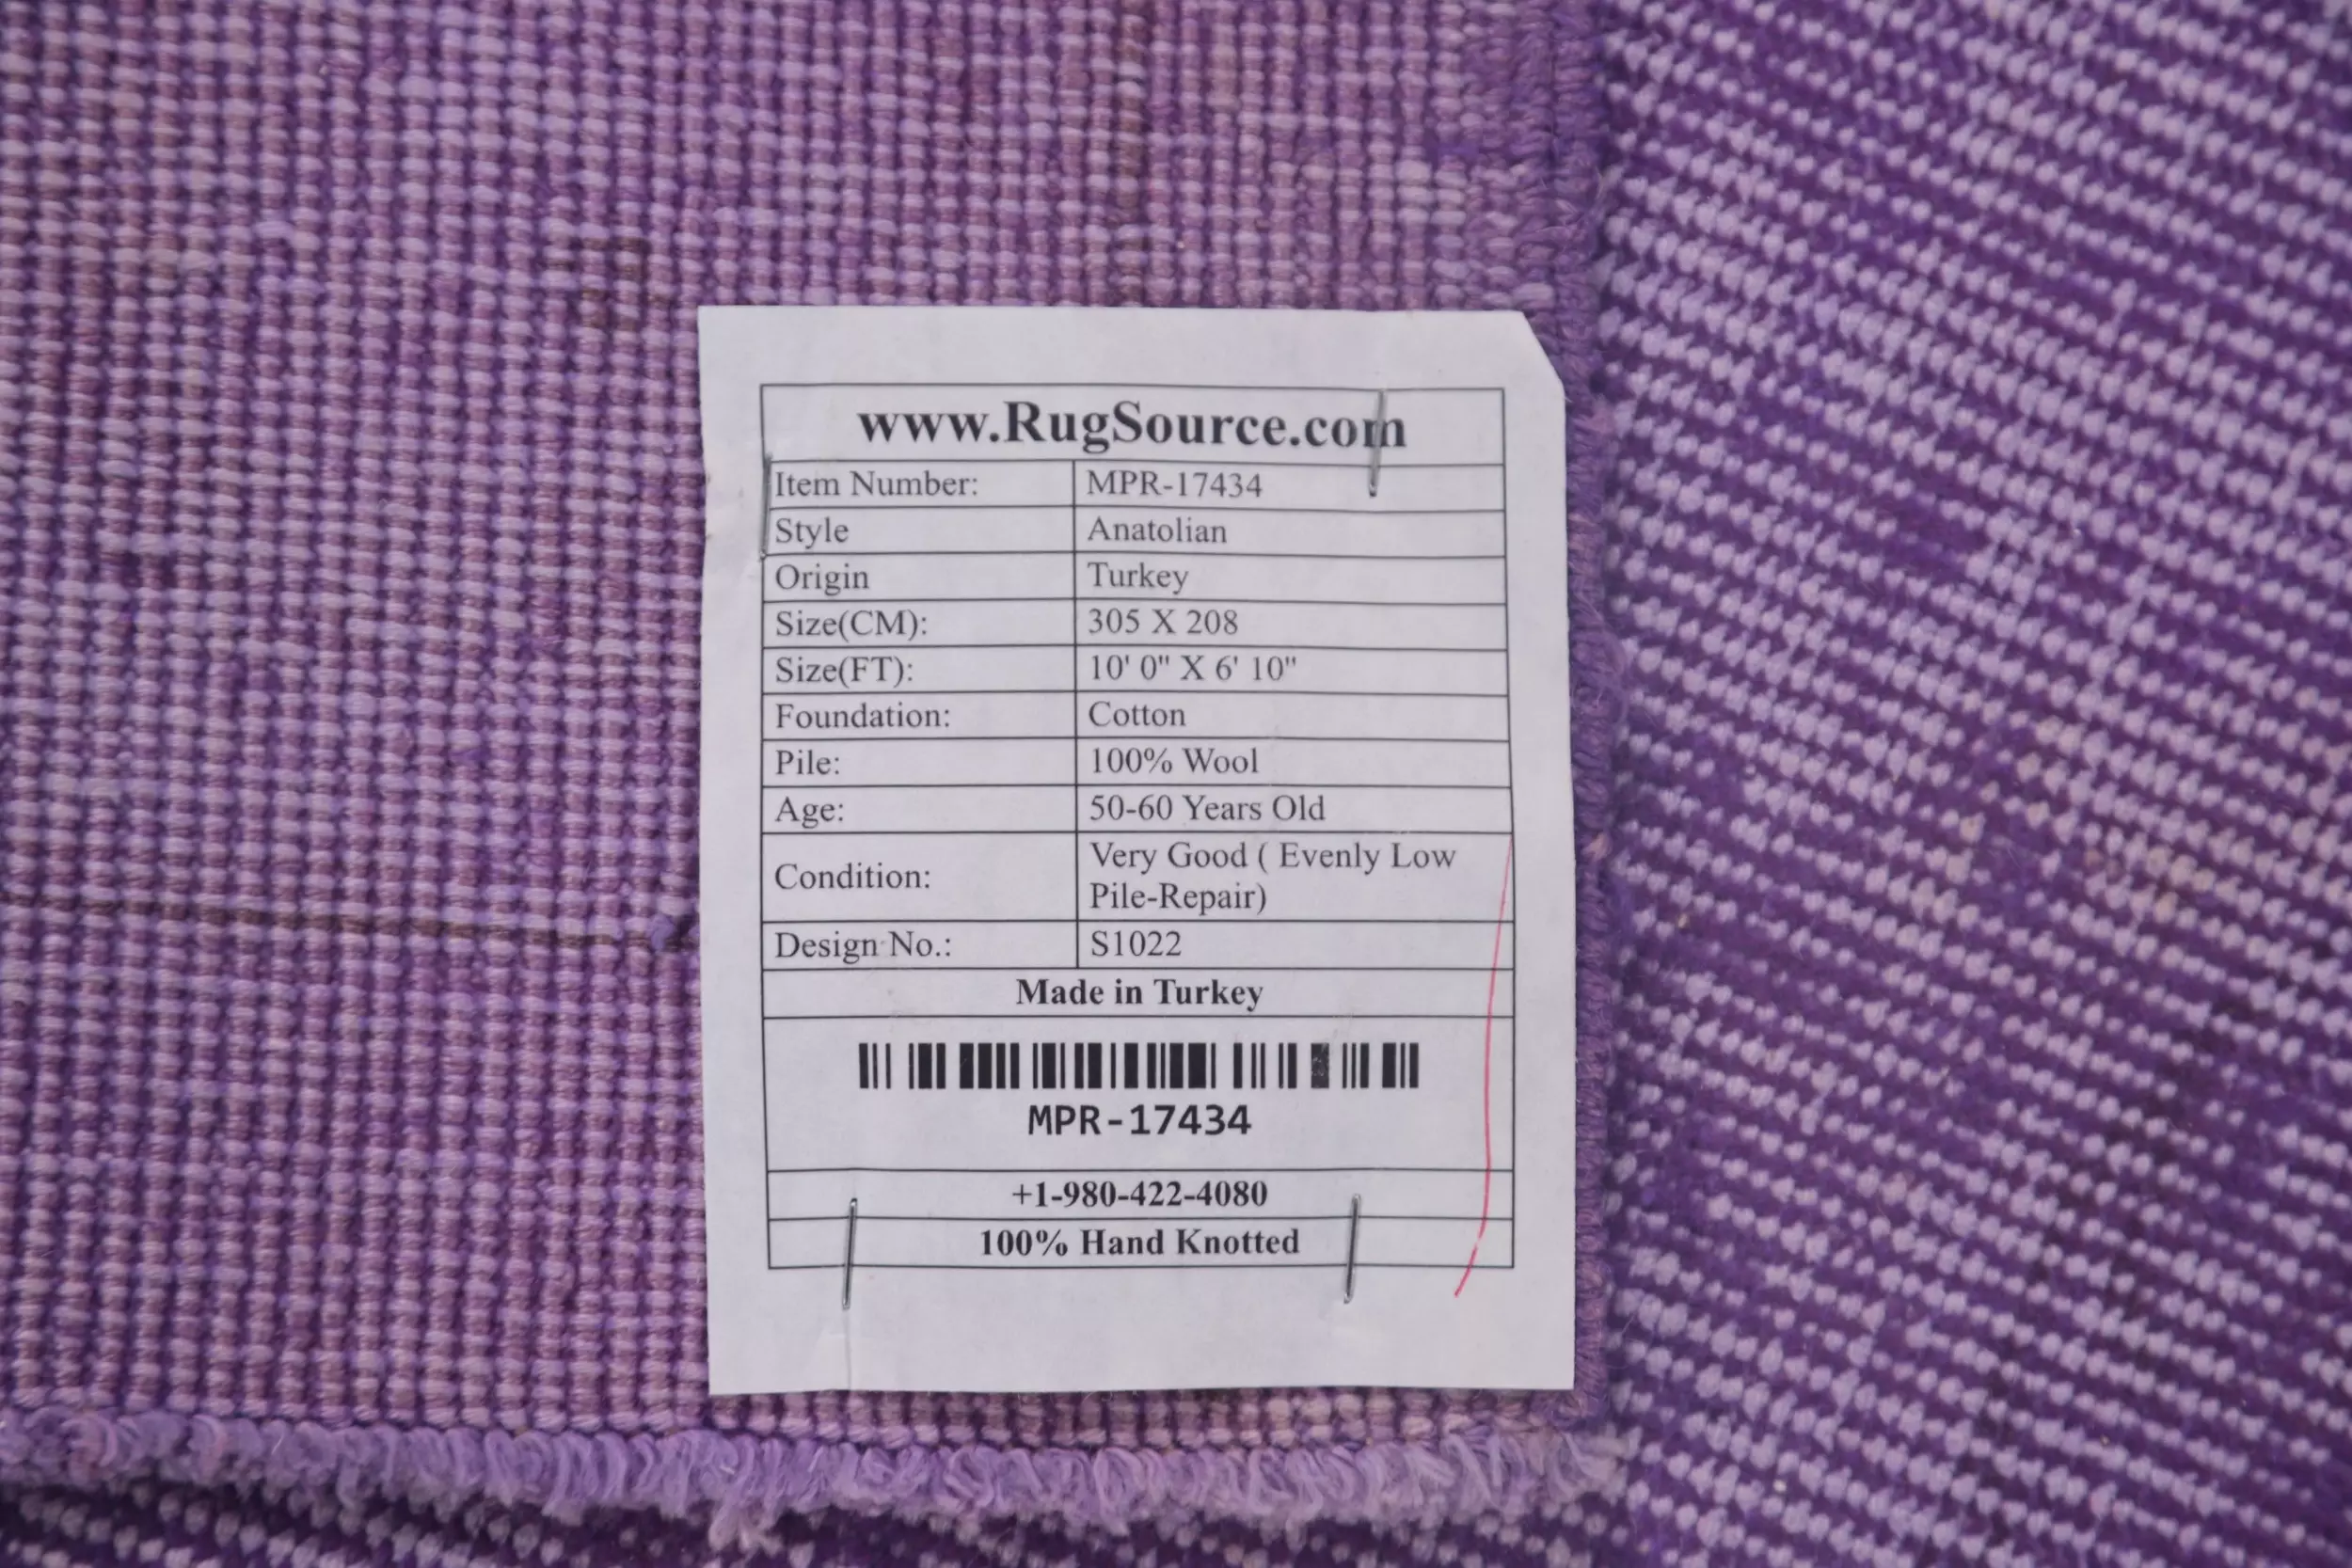 www.RugSource.com
Item Number: MPR-17434
Style Anatolian
Origin Turkey
Size(CM): 305 X 208
Size(FT): 10' 0" X 6' 10"
Foundation: Cotton
Pile: 100% Wool
Age: 50-60 Years Old
Condition: Very Good ( Evenly Low
Pile-Repair)
Design No.: S1022
Made in Turkey
MPR-17434
+1-980-422-4080
100% Hand Knotted